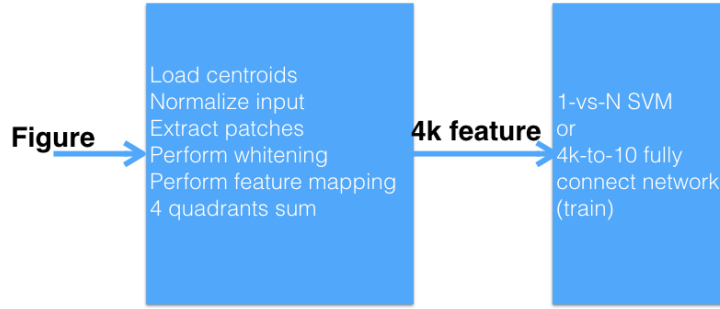 Figure
Load centroids
Normalize input
Extract patches
Perform whitening
Perform feature mapping
4 quadrants sum
4k feature
1-vs-N SVM
or
4k-to-10 fully
connect network
(train)